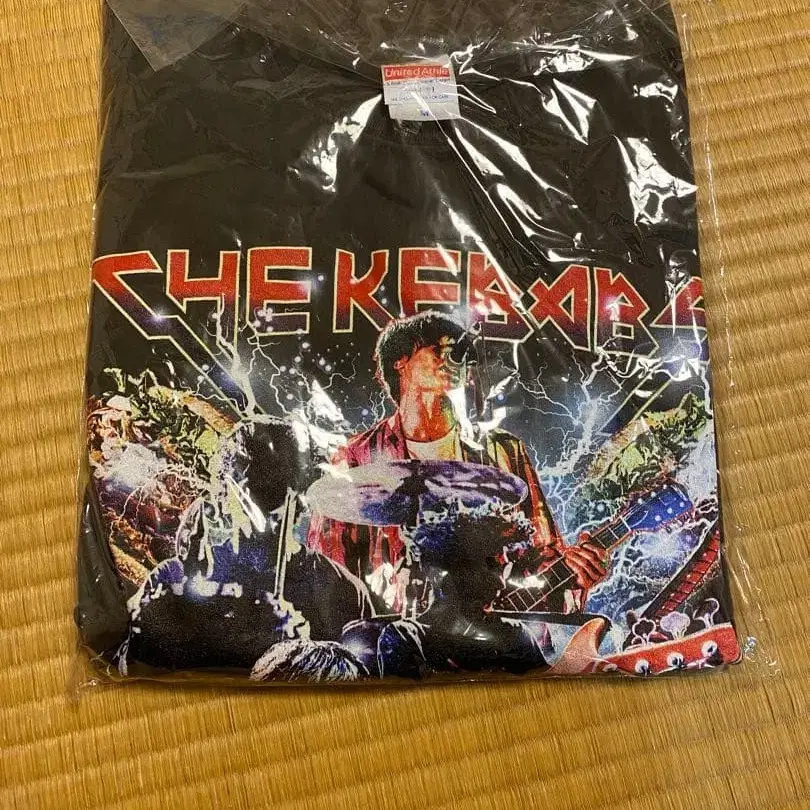 United Athle
M
THE KEBABS